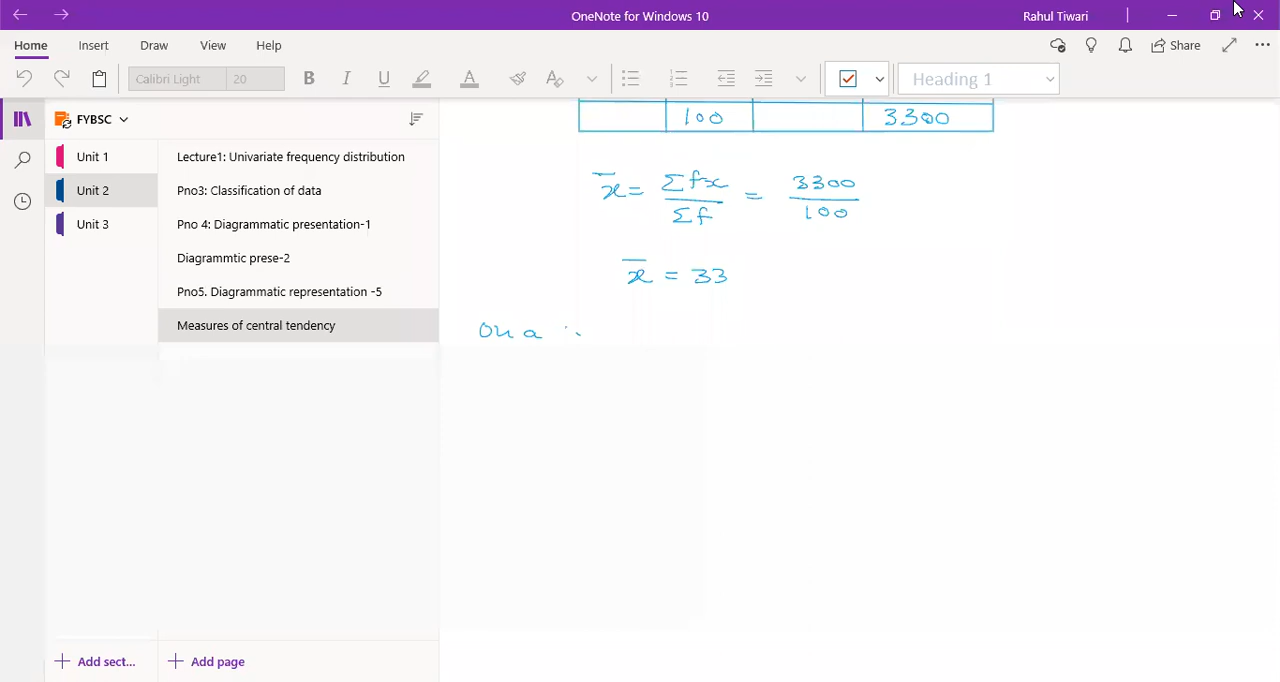 OneNote for Windows 10
Rahul Tiwari
Home Insert Draw View Help
Share
Calibri Light 20 B I U A Heading 1
FYBSC
Unit 1
Unit 2
Unit 3
Lecture1: Univariate frequency distribution
Pno3: Classification of data
Pno 4: Diagrammatic presentation-1
Diagrammtic prese-2
Pno5. Diagrammatic representation -5
Measures of central tendency
Add sect...
Add page
100 3300
x̄ = Σfx / Σf = 3300 / 100
x̄ = 33
On a